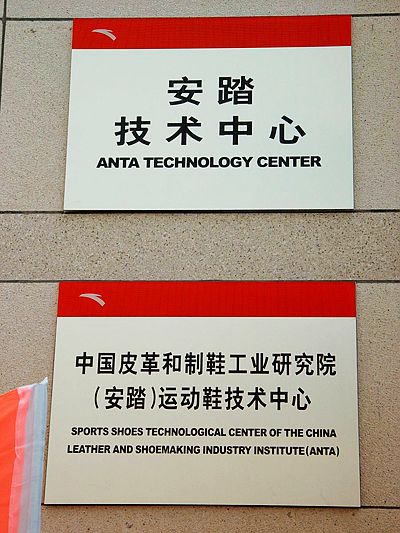 安踏
技术中心
ANTA TECHNOLOGY CENTER
中国皮革和制鞋工业研究院
(安踏)运动鞋技术中心
SPORTS SHOES TECHNOLOGICAL CENTER OF THE CHINA
LEATHER AND SHOEMAKING INDUSTRY INSTITUTE(ANTA)